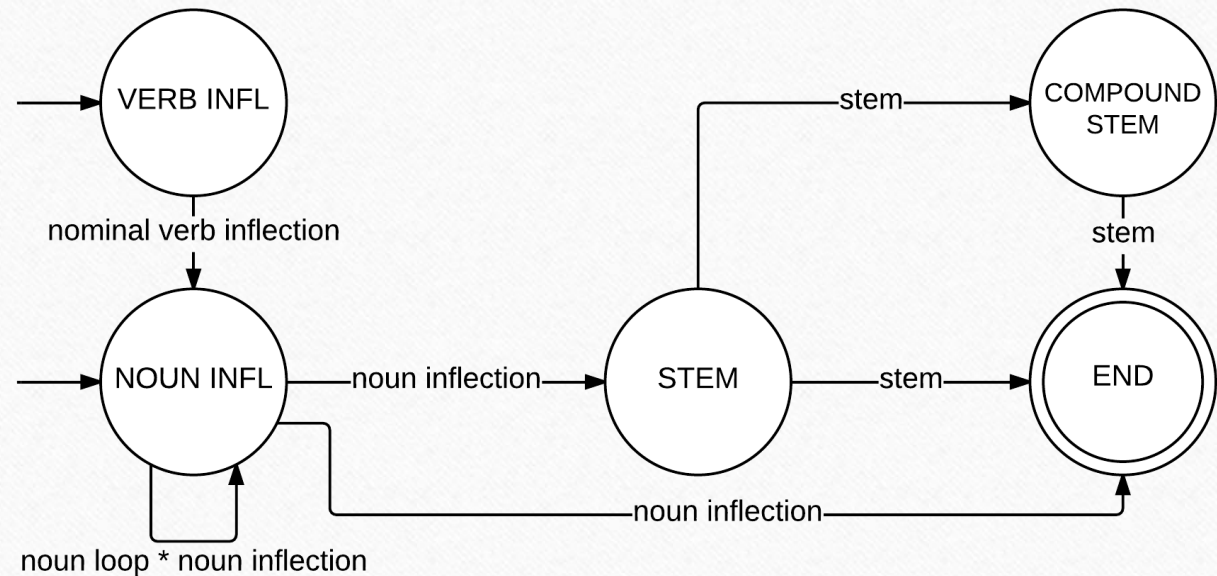 VERB INFL
stem
COMPOUND
STEM
nominal verb inflection
stem
NOUN INFL
noun inflection
STEM
stem
END
noun inflection
noun loop * noun inflection